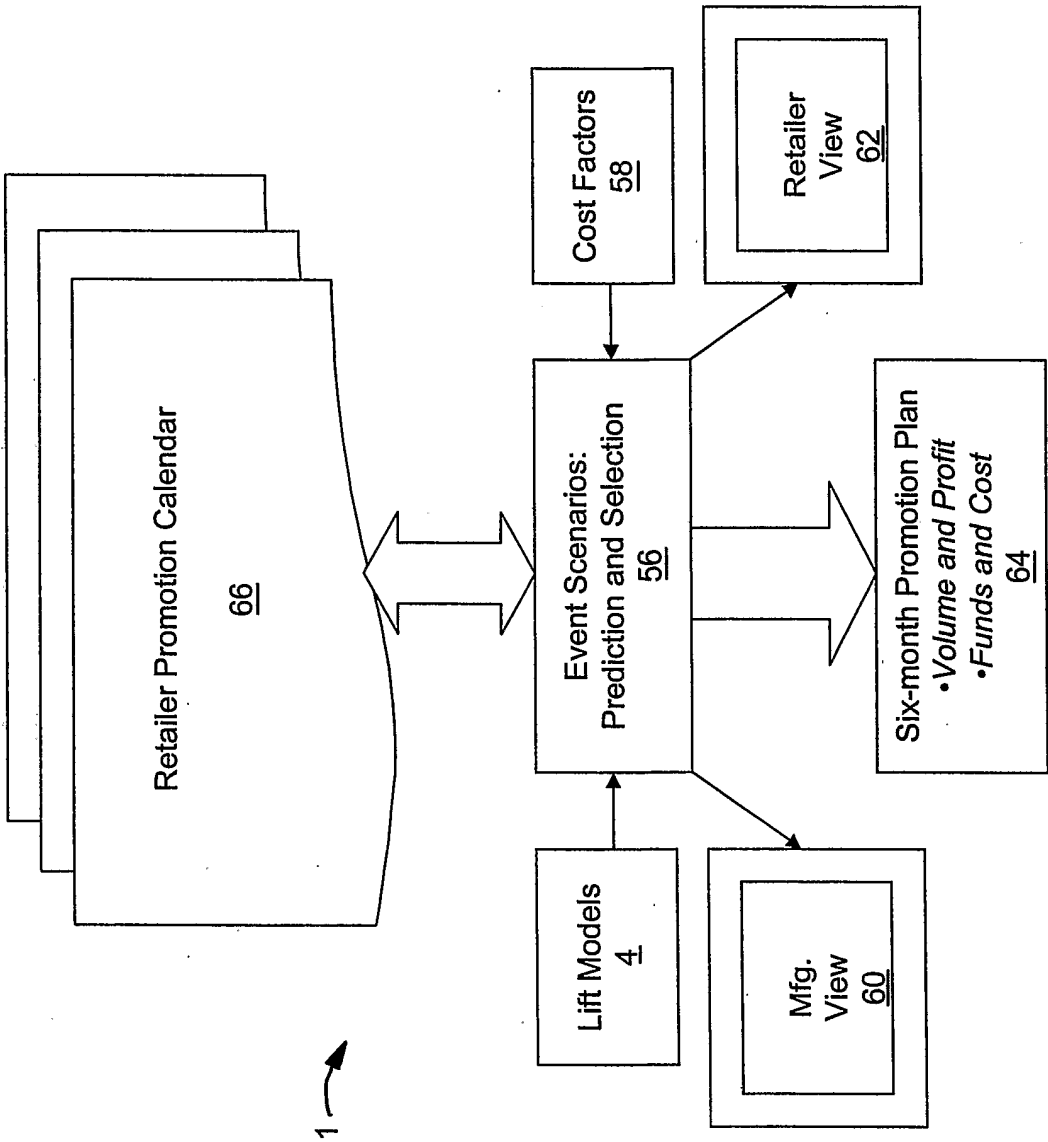 Retailer Promotion Calendar
66
1
Lift Models
4
Event Scenarios:
Prediction and Selection
56
Cost Factors
58
Mfg.
View
60
Six-month Promotion Plan
•Volume and Profit
•Funds and Cost
64
Retailer
View
62